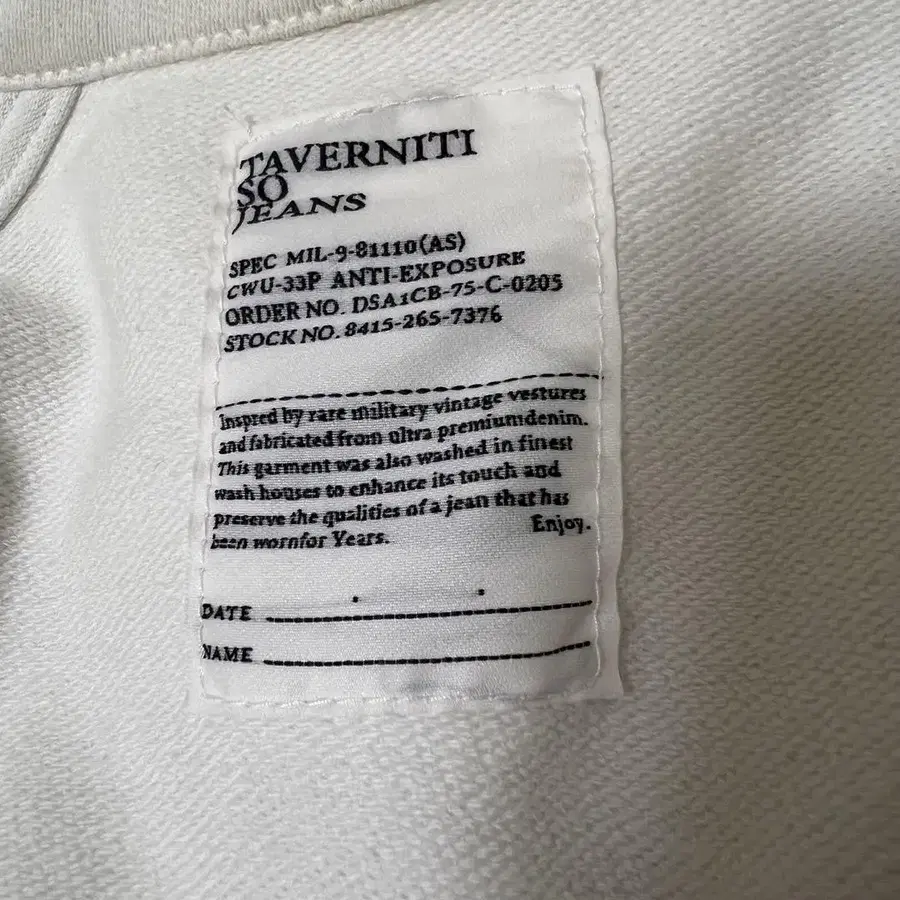 TAVERNITI
SO
JEANS
SPEC MIL-9-81110(AS)
CWU-33P ANTI-EXPOSURE
ORDER NO. DSA1CB-75-C-0205
STOCK NO. 8415-265-7376
Inspred by rare military vintage vestures
and fabricated from ultra premiumdenim.
This garment was also washed in finest
wash houses to enhance its touch and
preserve the qualities of a jean that has
been wornfor Years. Enjoy.
DATE . .
NAME